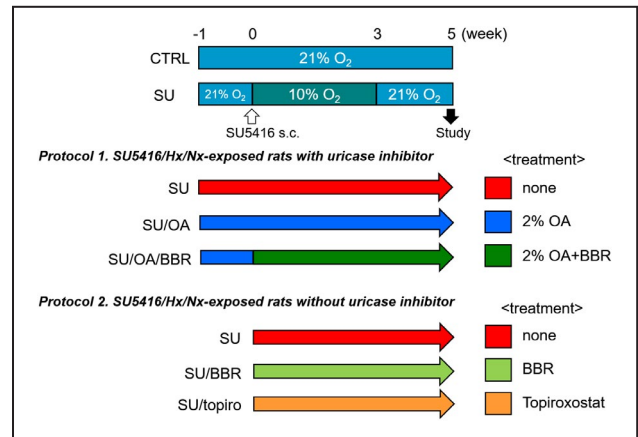 -1 0 3 5 (week)
CTRL 21% O₂
SU 21% O₂ 10% O₂ 21% O₂
SU5416 s.c. Study
Protocol 1. SU5416/Hx/Nx-exposed rats with uricase inhibitor <treatment>
SU none
SU/OA 2% OA
SU/OA/BBR 2% OA+BBR
Protocol 2. SU5416/Hx/Nx-exposed rats without uricase inhibitor <treatment>
SU none
SU/BBR BBR
SU/topiro Topiroxostat